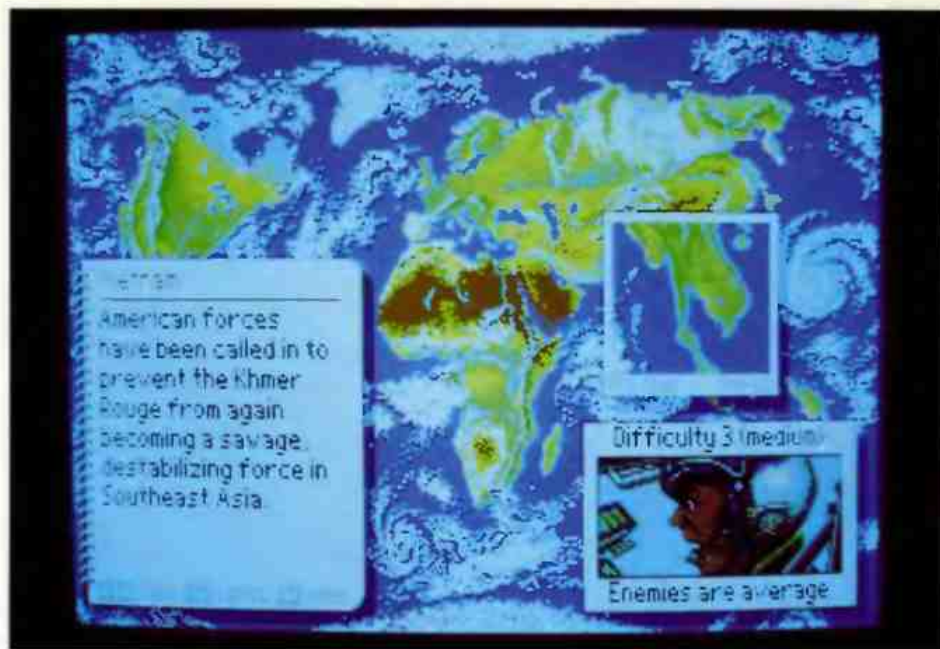 Vietnam
American forces
have been called in to
prevent the Khmer
Rouge from again
becoming a savage,
destabilizing force in
Southeast Asia.
Difficulty 3 (medium)
Enemies are average